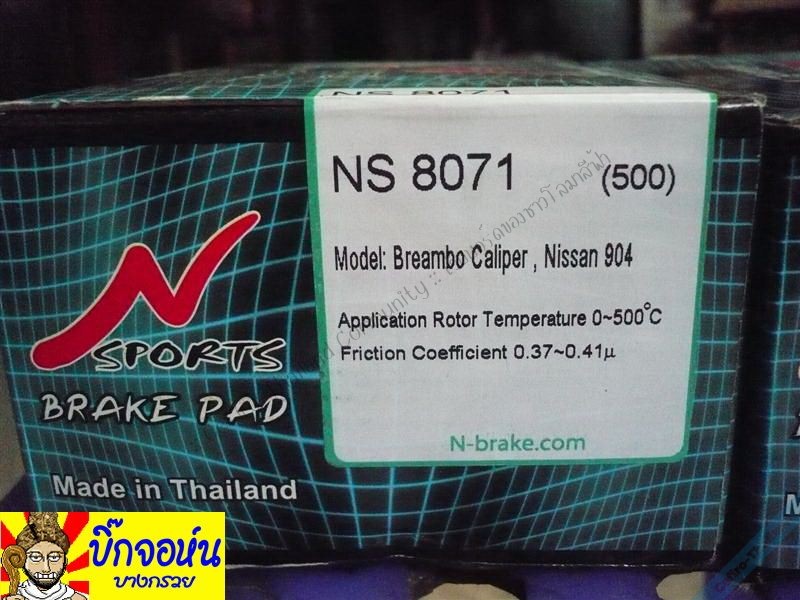 NS 8071
NS 8071 (500)
Model: Breambo Caliper , Nissan 904
Application Rotor Temperature 0~500°C
Friction Coefficient 0.37~0.41μ
N-brake.com
N
SPORTS
BRAKE PAD
Made in Thailand
บิ๊กจอห์น
บางกรวย